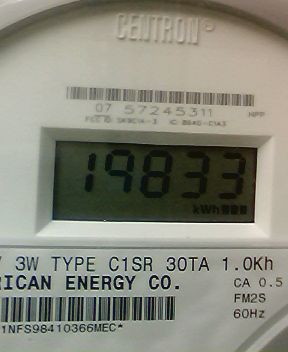 CENTRON
07 57245311 NPP
19833
kWh
3W TYPE C1SR 30TA 1.0Kh
RICAN ENERGY CO. CA 0.5
FM2S
60Hz
1NFS98410366MEC*